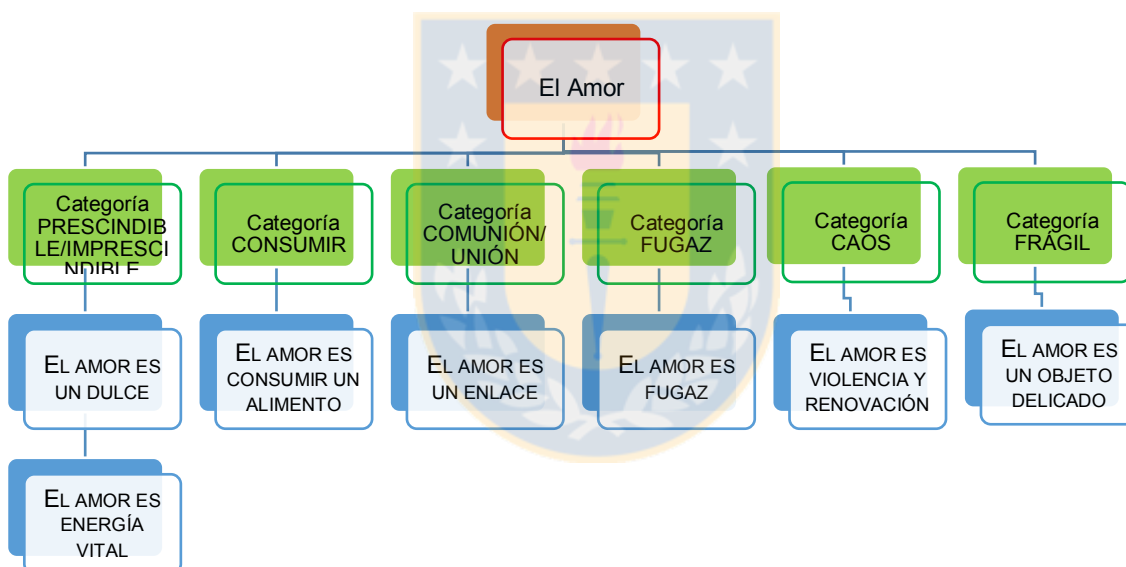 El Amor
Categoría
PRESCINDIB
LE/IMPRESCI
NDIBLE
Categoría
CONSUMIR
Categoría
COMUNIÓN/
UNIÓN
Categoría
FUGAZ
Categoría
CAOS
Categoría
FRÁGIL
EL AMOR ES
UN DULCE
EL AMOR ES
CONSUMIR UN
ALIMENTO
EL AMOR ES
UN ENLACE
EL AMOR ES
FUGAZ
EL AMOR ES
VIOLENCIA Y
RENOVACIÓN
EL AMOR ES
UN OBJETO
DELICADO
EL AMOR ES
ENERGÍA
VITAL